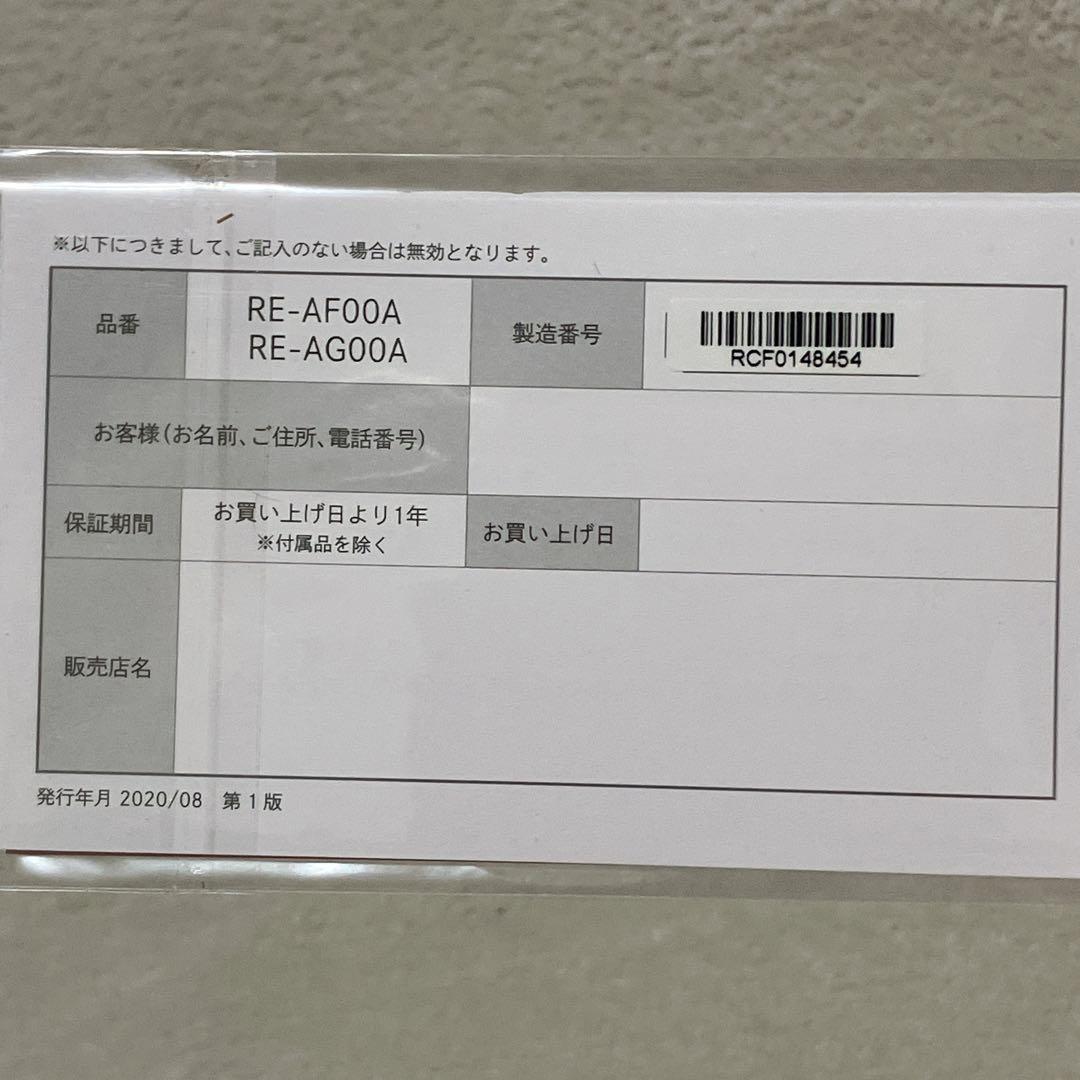 ※以下につきまして、ご記入のない場合は無効となります。
品番
RE-AF00A
RE-AG00A
製造番号
RCF0148454
お客様(お名前、ご住所、電話番号)
保証期間
お買い上げ日より1年
※付属品を除く
お買い上げ日
販売店名
発行年月 2020/08 第1版